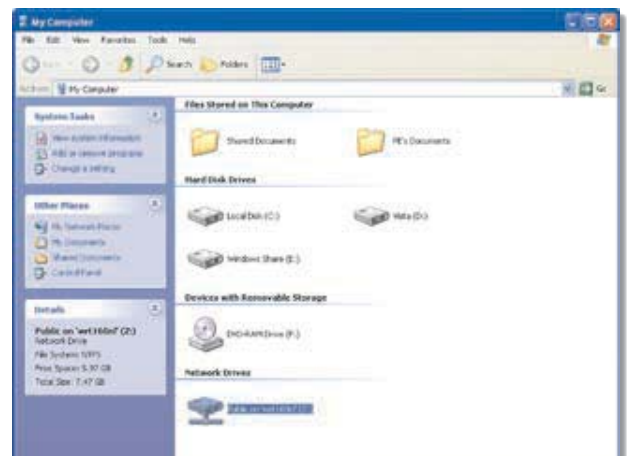 My Computer
File Edit View Favorites Tools Help
Search Folders
Address My Computer Go
System Tasks
View system information
Add or remove programs
Change a setting
Other Places
My Network Places
My Documents
Shared Documents
Control Panel
Details
Public on 'wrt160nl' (Z:)
Network Drive
File System: NTFS
Free Space: 5.97 GB
Total Size: 7.47 GB
Files Stored on This Computer
Shared Documents
PE's Documents
Hard Disk Drives
Local Disk (C:)
Vista (D:)
Windows Share (E:)
Devices with Removable Storage
DVD-RAM Drive (F:)
Network Drives
Public on 'wrt160nl' (Z:)